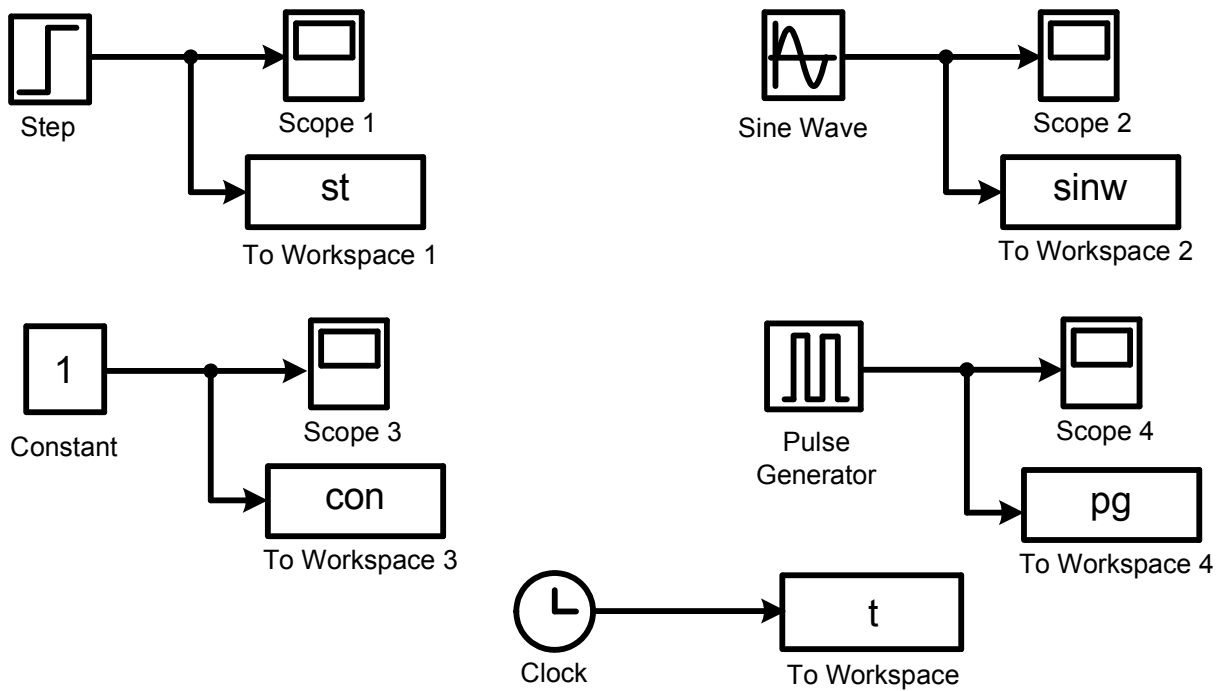 Step
Scope 1
st
To Workspace 1
Sine Wave
Scope 2
sinw
To Workspace 2
1
Constant
Scope 3
con
To Workspace 3
Pulse
Generator
Scope 4
pg
To Workspace 4
Clock
t
To Workspace